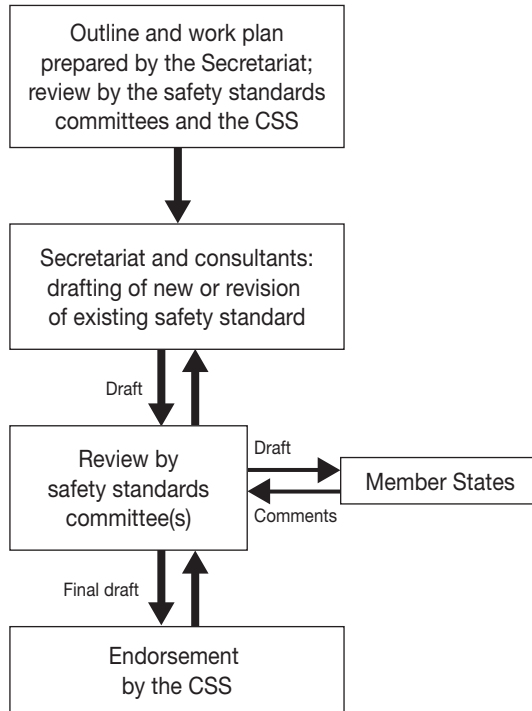 Outline and work plan
prepared by the Secretariat;
review by the safety standards
committees and the CSS
Secretariat and consultants:
drafting of new or revision
of existing safety standard
Draft
Review by
safety standards
committee(s)
Draft
Member States
Comments
Final draft
Endorsement
by the CSS